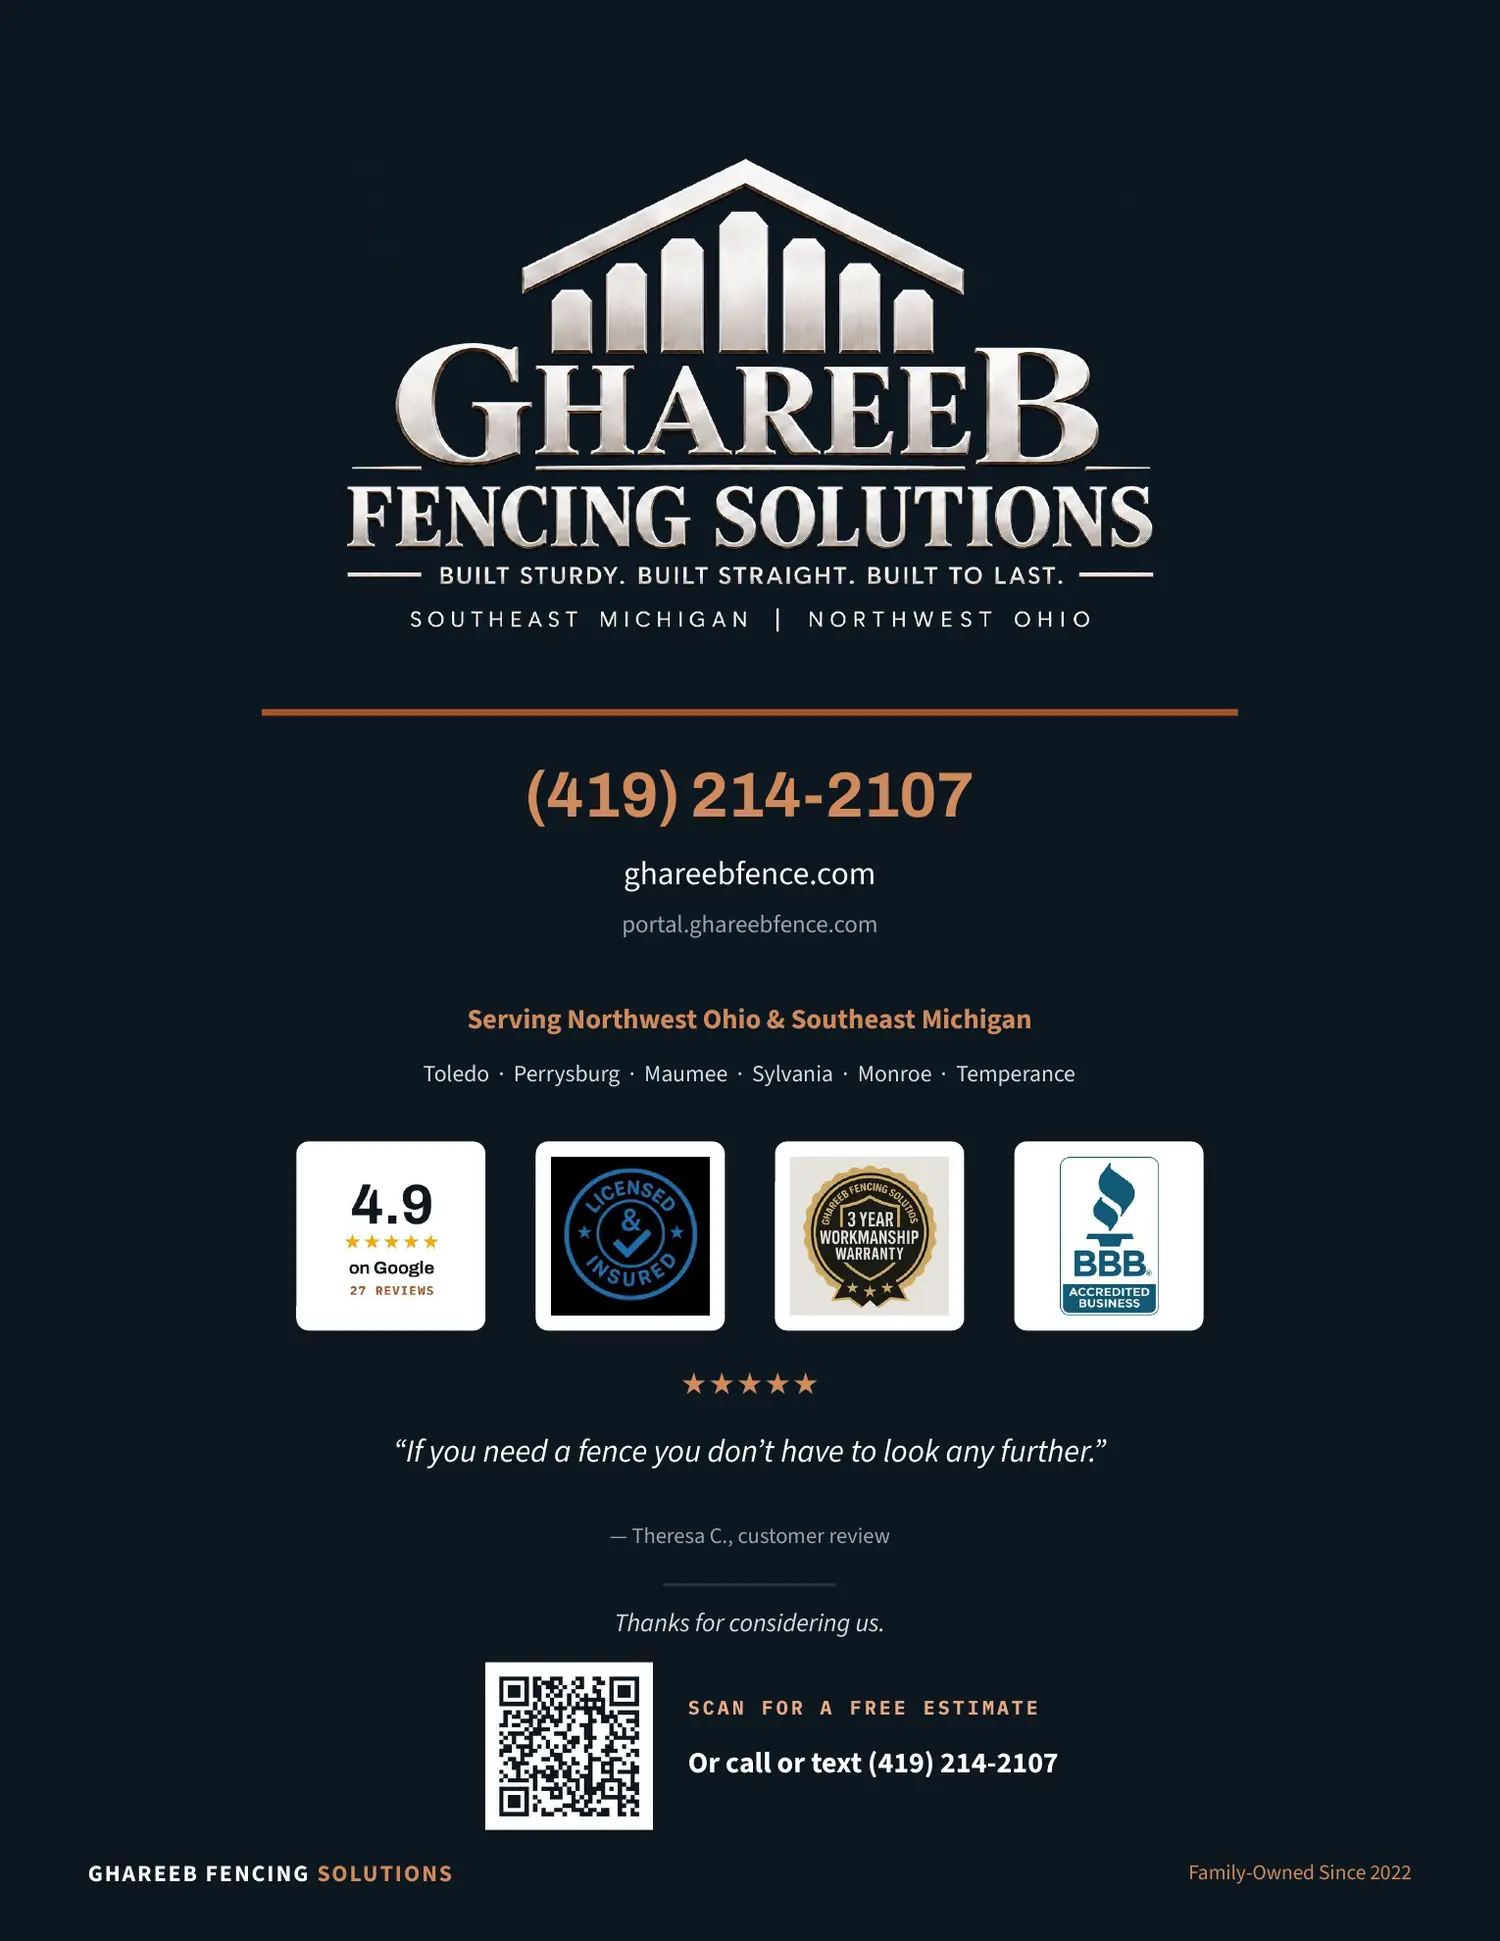 GHAREEB
FENCING SOLUTIONS
BUILT STURDY. BUILT STRAIGHT. BUILT TO LAST.
SOUTHEAST MICHIGAN | NORTHWEST OHIO
(419) 214-2107
ghareebfence.com
portal.ghareebfence.com
Serving Northwest Ohio & Southeast Michigan
Toledo · Perrysburg · Maumee · Sylvania · Monroe · Temperance
4.9
★★★★★
on Google
27 REVIEWS
LICENSED
&
INSURED
GHAREEB FENCING SOLUTIOS
3 YEAR
WORKMANSHIP
WARRANTY
BBB®
ACCREDITED
BUSINESS
★★★★★
“If you need a fence you don’t have to look any further.”
— Theresa C., customer review
Thanks for considering us.
SCAN FOR A FREE ESTIMATE
Or call or text (419) 214-2107
GHAREEB FENCING SOLUTIONS
Family-Owned Since 2022